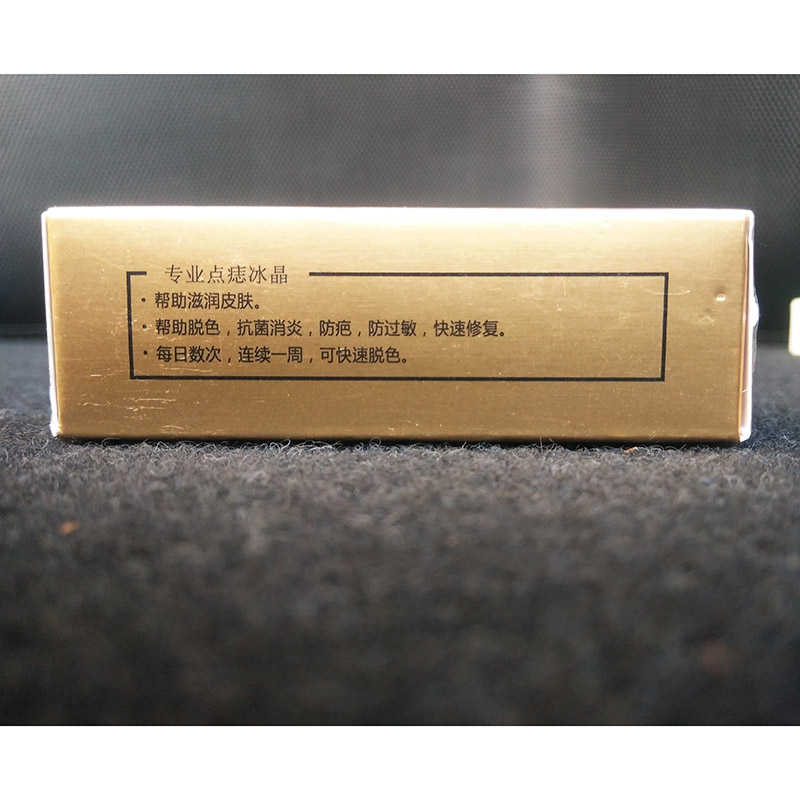 专业点痣冰晶
· 帮助滋润皮肤。
· 帮助脱色，抗菌消炎，防疤，防过敏，快速修复。
· 每日数次，连续一周，可快速脱色。